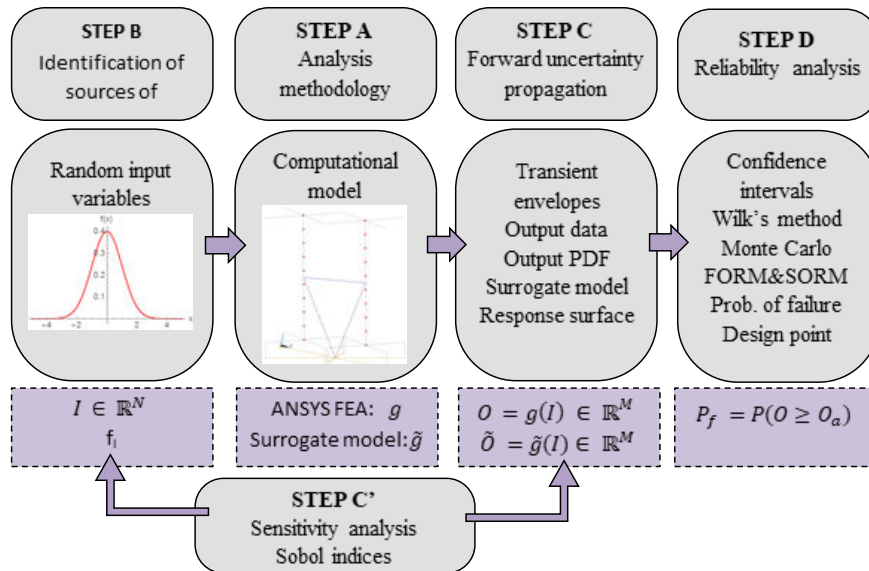 STEP B
Identification of
sources of
STEP A
Analysis
methodology
STEP C
Forward uncertainty
propagation
STEP D
Reliability analysis
Random input
variables
f(x)
0.4
0.3
0.2
0.1
-4
-2
2
4
x
Computational
model
Transient
envelopes
Output data
Output PDF
Surrogate model
Response surface
Confidence
intervals
Wilk's method
Monte Carlo
FORM&SORM
Prob. of failure
Design point
I ∈ ℝᴺ
f_I
ANSYS FEA: g
Surrogate model: g̃
O = g(I) ∈ ℝᴹ
Õ = g̃(I) ∈ ℝᴹ
P_f = P(O ≥ O_a)
STEP C'
Sensitivity analysis
Sobol indices